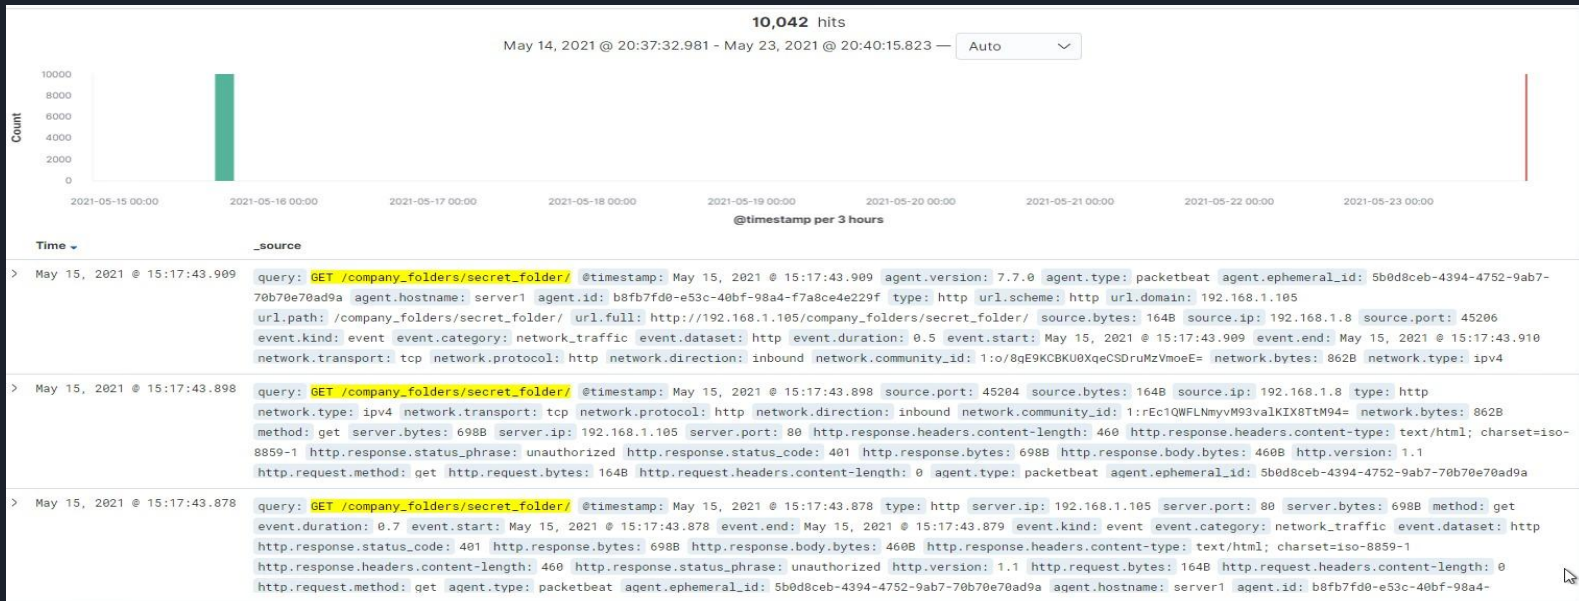 10,042 hits
May 14, 2021 @ 20:37:32.981 - May 23, 2021 @ 20:40:15.823 — Auto
10000
8000
6000
4000
2000
0
Count
2021-05-15 00:00 2021-05-16 00:00 2021-05-17 00:00 2021-05-18 00:00 2021-05-19 00:00 2021-05-20 00:00 2021-05-21 00:00 2021-05-22 00:00 2021-05-23 00:00
@timestamp per 3 hours
Time _source
May 15, 2021 @ 15:17:43.909 query: GET /company_folders/secret_folder/ @timestamp: May 15, 2021 @ 15:17:43.909 agent.version: 7.7.0 agent.type: packetbeat agent.ephemeral_id: 5b0d8ceb-4394-4752-9ab7-
70b70e70ad9a agent.hostname: server1 agent.id: b8fb7fd0-e53c-40bf-98a4-f7a8ce4e229f type: http url.scheme: http url.domain: 192.168.1.105
url.path: /company_folders/secret_folder/ url.full: http://192.168.1.105/company_folders/secret_folder/ source.bytes: 164B source.ip: 192.168.1.8 source.port: 45206
event.kind: event event.category: network_traffic event.dataset: http event.duration: 0.5 event.start: May 15, 2021 @ 15:17:43.909 event.end: May 15, 2021 @ 15:17:43.910
network.transport: tcp network.protocol: http network.direction: inbound network.community_id: 1:o/8qE9KCBKU0XqeCSDruMzVmoeE= network.bytes: 862B network.type: ipv4
May 15, 2021 @ 15:17:43.898 query: GET /company_folders/secret_folder/ @timestamp: May 15, 2021 @ 15:17:43.898 source.port: 45204 source.bytes: 164B source.ip: 192.168.1.8 type: http
network.type: ipv4 network.transport: tcp network.protocol: http network.direction: inbound network.community_id: 1:rEc1QWFLNmyvM93valKIX8TtM94= network.bytes: 862B
method: get server.bytes: 698B server.ip: 192.168.1.105 server.port: 80 http.response.headers.content-length: 460 http.response.headers.content-type: text/html; charset=iso-
8859-1 http.response.status_phrase: unauthorized http.response.status_code: 401 http.response.bytes: 698B http.response.body.bytes: 460B http.version: 1.1
http.request.method: get http.request.bytes: 164B http.request.headers.content-length: 0 agent.type: packetbeat agent.ephemeral_id: 5b0d8ceb-4394-4752-9ab7-70b70e70ad9a
May 15, 2021 @ 15:17:43.878 query: GET /company_folders/secret_folder/ @timestamp: May 15, 2021 @ 15:17:43.878 type: http server.ip: 192.168.1.105 server.port: 80 server.bytes: 698B method: get
event.duration: 0.7 event.start: May 15, 2021 @ 15:17:43.878 event.end: May 15, 2021 @ 15:17:43.879 event.kind: event event.category: network_traffic event.dataset: http
http.response.status_code: 401 http.response.bytes: 698B http.response.body.bytes: 460B http.response.headers.content-type: text/html; charset=iso-8859-1
http.response.headers.content-length: 460 http.response.status_phrase: unauthorized http.version: 1.1 http.request.bytes: 164B http.request.headers.content-length: 0
http.request.method: get agent.type: packetbeat agent.ephemeral_id: 5b0d8ceb-4394-4752-9ab7-70b70e70ad9a agent.hostname: server1 agent.id: b8fb7fd0-e53c-40bf-98a4-